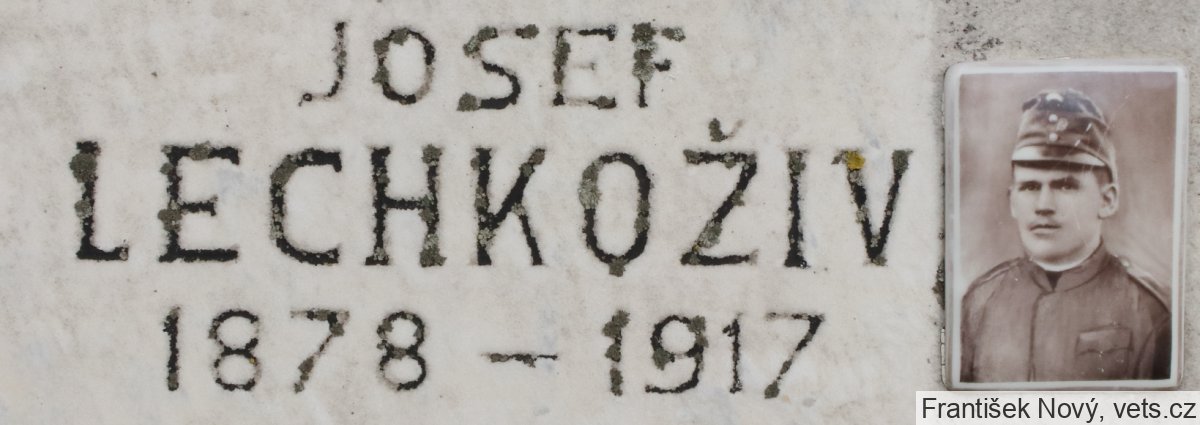 JOSEF
LECHKOŽIV
1878 – 1917
František Nový, vets.cz